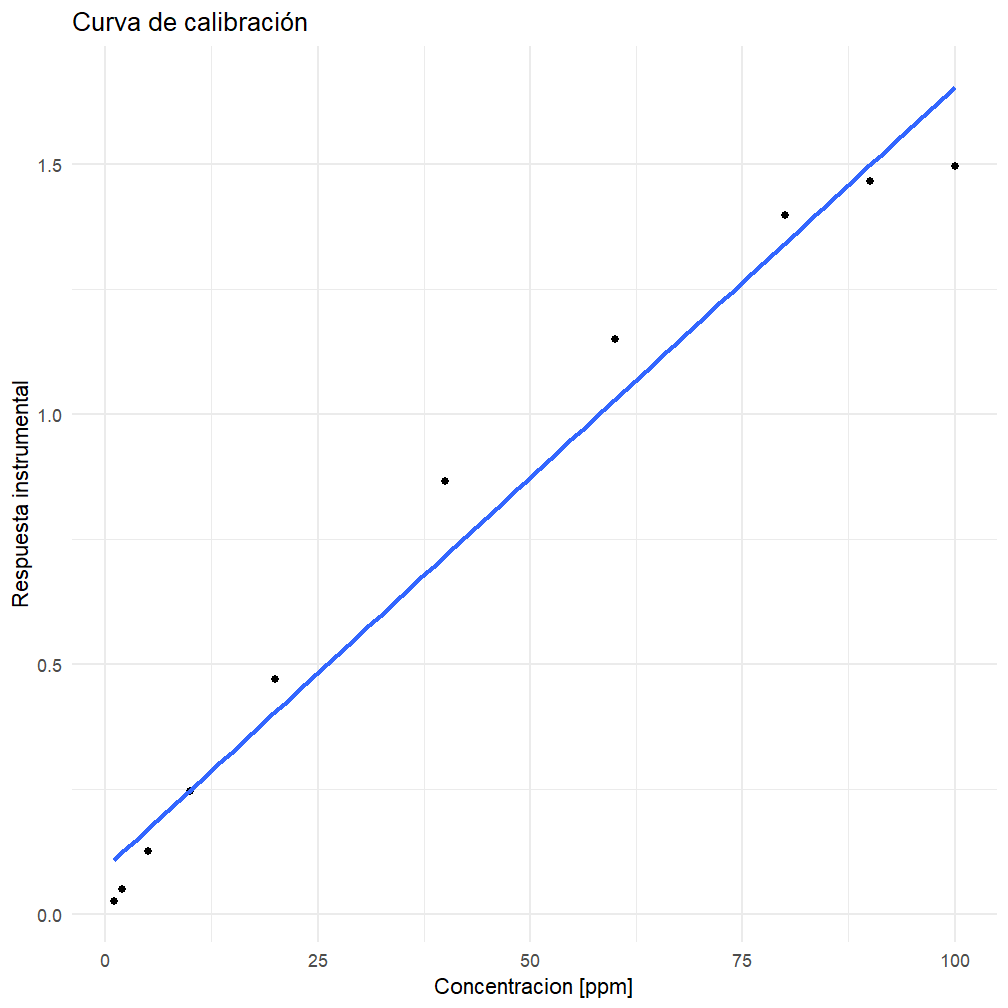 Curva de calibración
Respuesta instrumental
1.5
1.0
0.5
0.0
0 25 50 75 100
Concentracion [ppm]